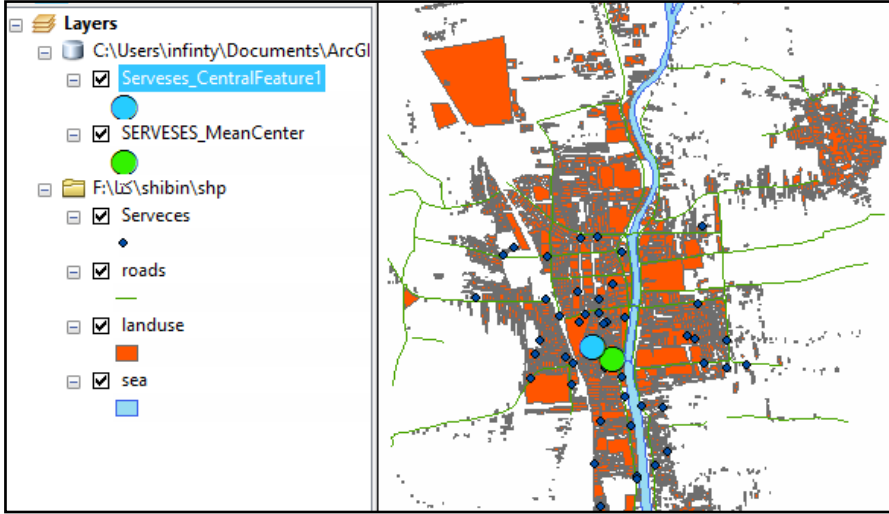 Layers
C:\Users\infinty\Documents\ArcGI
Serveses_CentralFeature1
SERVESES_MeanCenter
F:\كتا\shibin\shp
Serveces
roads
landuse
sea